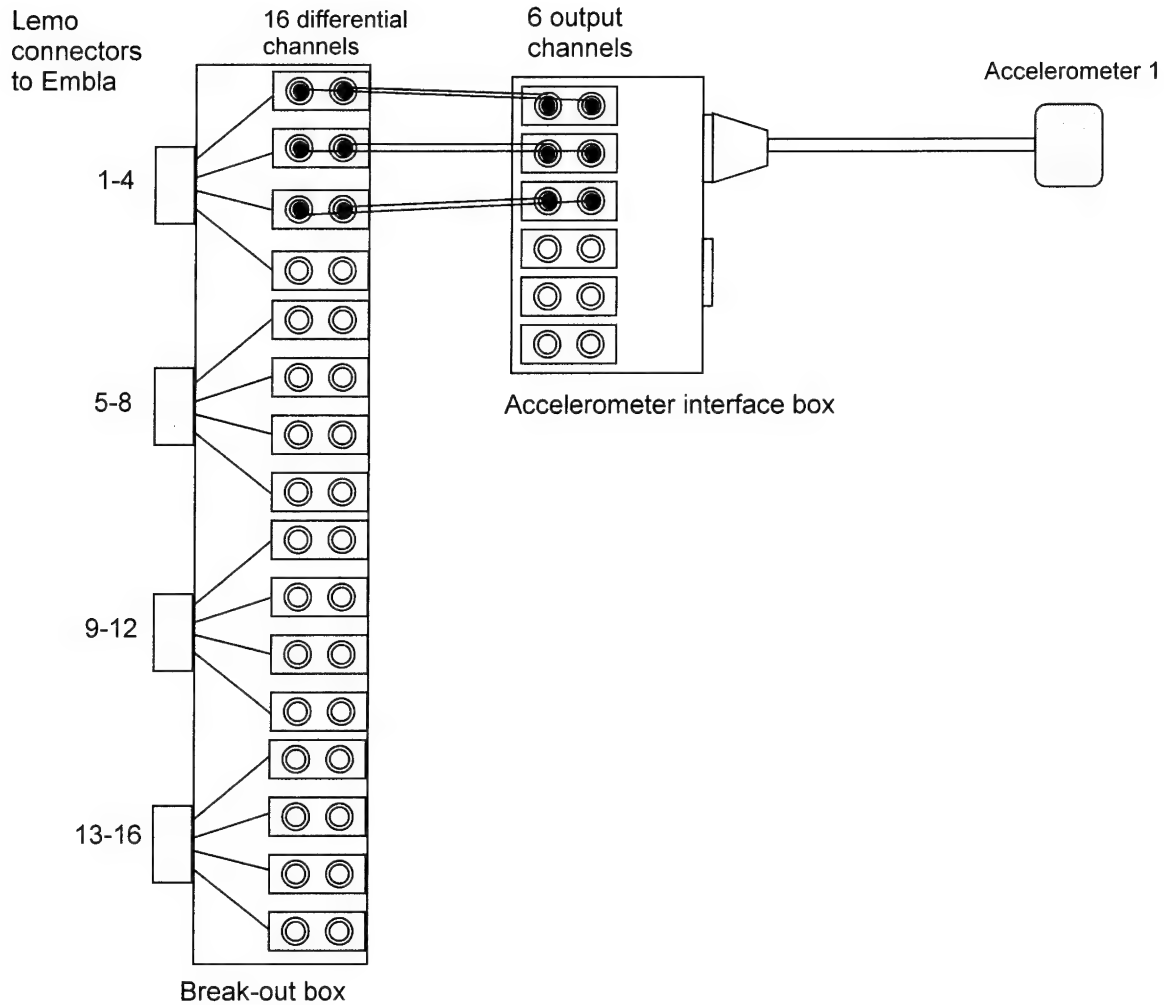 Lemo
connectors
to Embla
16 differential
channels
6 output
channels
Accelerometer 1
1-4
5-8
Accelerometer interface box
9-12
13-16
Break-out box